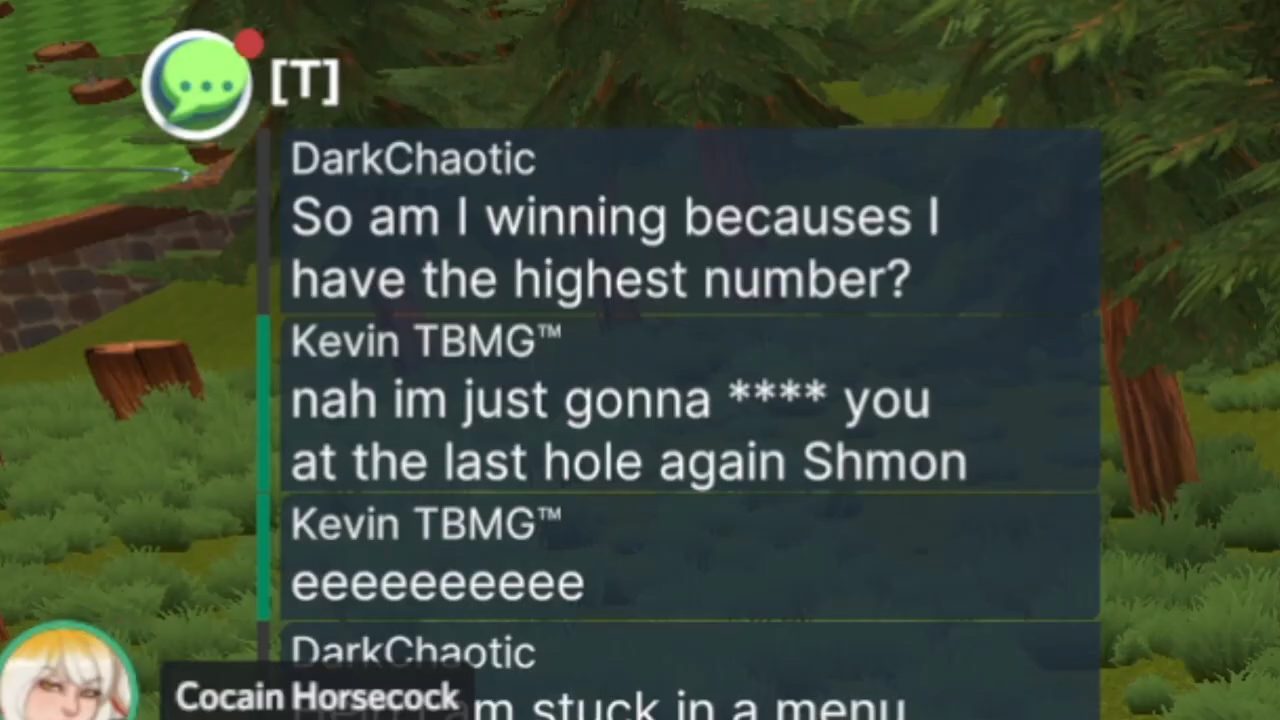 [T]
DarkChaotic
So am I winning becauses I
have the highest number?
Kevin TBMG™
nah im just gonna **** you
at the last hole again Shmon
Kevin TBMG™
eeeeeeeeee
DarkChaotic
Cocain Horsecock
m stuck in a menu